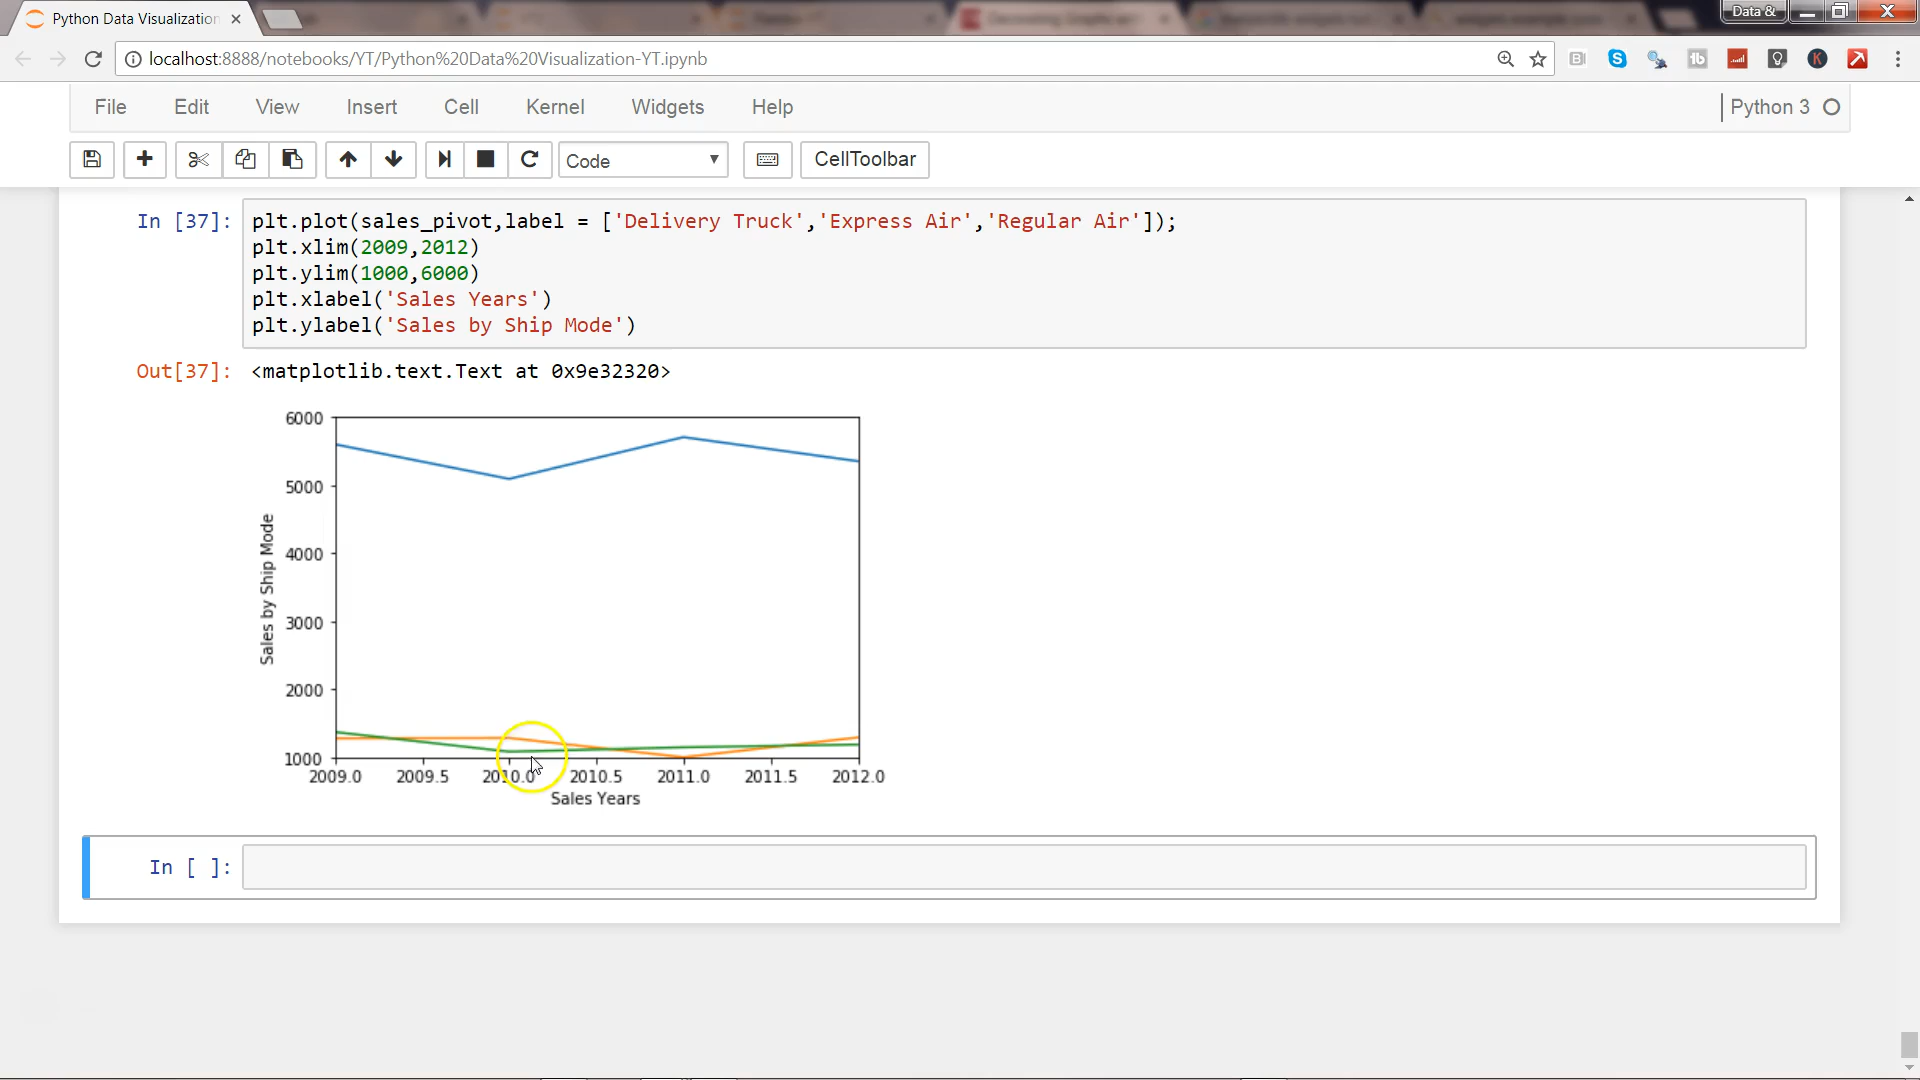 Python Data Visualization
Data &
localhost:8888/notebooks/YT/Python%20Data%20Visualization-YT.ipynb
File Edit View Insert Cell Kernel Widgets Help
Python 3
Code
CellToolbar
In [37]:
plt.plot(sales_pivot,label = ['Delivery Truck','Express Air','Regular Air']);
plt.xlim(2009,2012)
plt.ylim(1000,6000)
plt.xlabel('Sales Years')
plt.ylabel('Sales by Ship Mode')
Out[37]: <matplotlib.text.Text at 0x9e32320>
6000
5000
4000
3000
2000
1000
Sales by Ship Mode
2009.0 2009.5 2010.0 2010.5 2011.0 2011.5 2012.0
Sales Years
In [ ]: